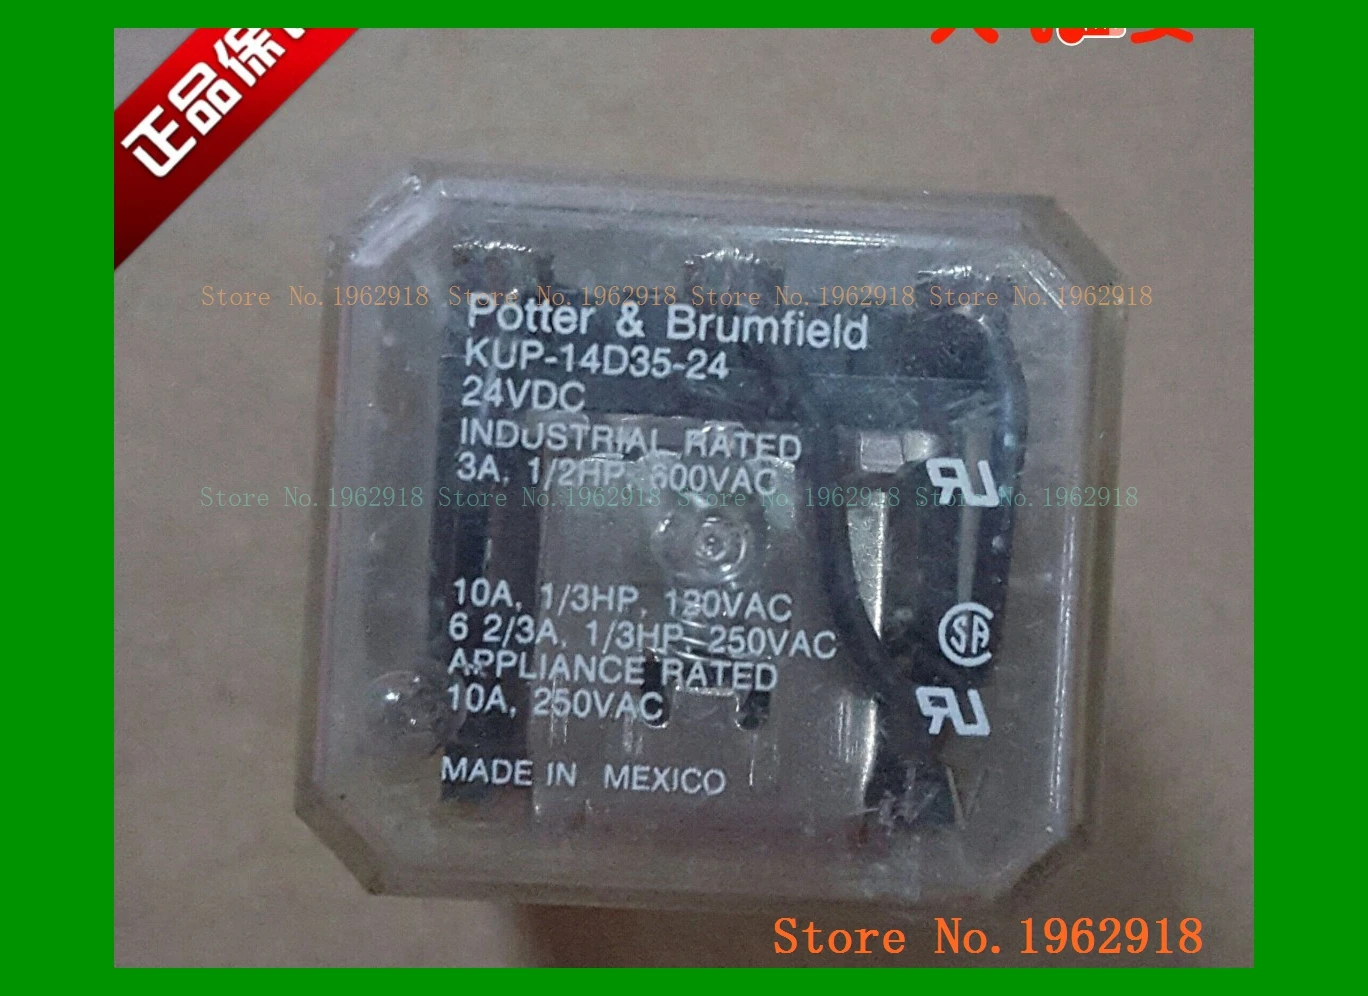 正品保
Store No.1962918 Store No.1962918 Store No.1962918 Store No.1962918
Potter & Brumfield
KUP-14D35-24
24VDC
INDUSTRIAL RATED
3A, 1/2HP, 600VAC
UR
Store No.1962918 Store No.1962918 Store No.1962918 Store No.1962918
10A, 1/3HP, 120VAC
6 2/3A, 1/3HP, 250VAC
SA
APPLIANCE RATED
10A, 250VAC
UR
MADE IN MEXICO
Store No.1962918